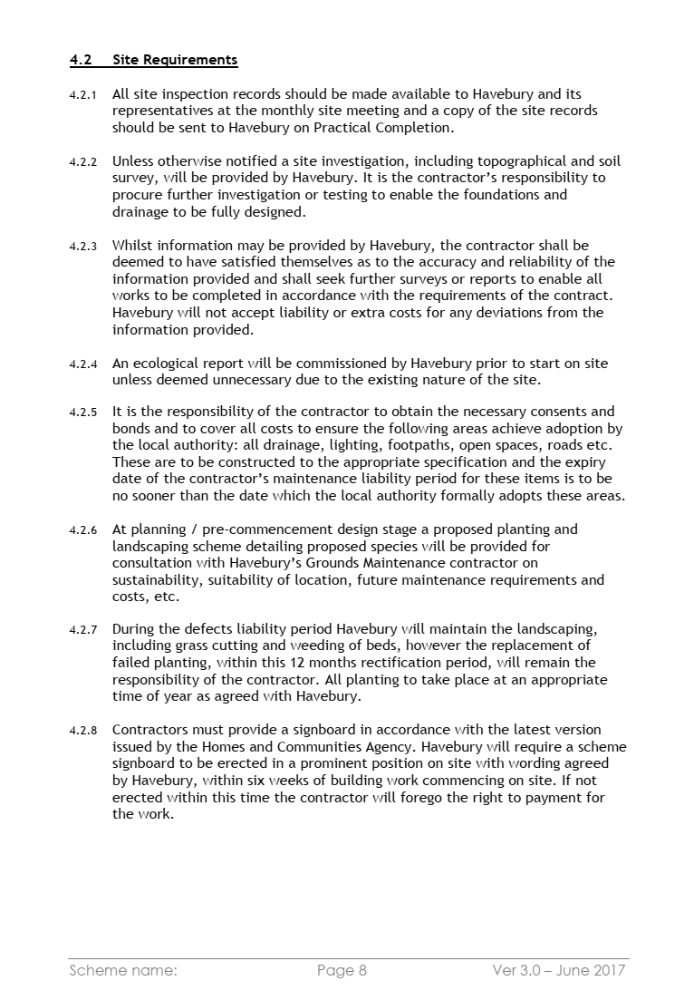 4.2 Site Requirements
4.2.1 All site inspection records should be made available to Havebury and its
representatives at the monthly site meeting and a copy of the site records
should be sent to Havebury on Practical Completion.
4.2.2 Unless otherwise notified a site investigation, including topographical and soil
survey, will be provided by Havebury. It is the contractor's responsibility to
procure further investigation or testing to enable the foundations and
drainage to be fully designed.
4.2.3 Whilst information may be provided by Havebury, the contractor shall be
deemed to have satisfied themselves as to the accuracy and reliability of the
information provided and shall seek further surveys or reports to enable all
works to be completed in accordance with the requirements of the contract.
Havebury will not accept liability or extra costs for any deviations from the
information provided.
4.2.4 An ecological report will be commissioned by Havebury prior to start on site
unless deemed unnecessary due to the existing nature of the site.
4.2.5 It is the responsibility of the contractor to obtain the necessary consents and
bonds and to cover all costs to ensure the following areas achieve adoption by
the local authority: all drainage, lighting, footpaths, open spaces, roads etc.
These are to be constructed to the appropriate specification and the expiry
date of the contractor's maintenance liability period for these items is to be
no sooner than the date which the local authority formally adopts these areas.
4.2.6 At planning / pre-commencement design stage a proposed planting and
landscaping scheme detailing proposed species will be provided for
consultation with Havebury's Grounds Maintenance contractor on
sustainability, suitability of location, future maintenance requirements and
costs, etc.
4.2.7 During the defects liability period Havebury will maintain the landscaping,
including grass cutting and weeding of beds, however the replacement of
failed planting, within this 12 months rectification period, will remain the
responsibility of the contractor. All planting to take place at an appropriate
time of year as agreed with Havebury.
4.2.8 Contractors must provide a signboard in accordance with the latest version
issued by the Homes and Communities Agency. Havebury will require a scheme
signboard to be erected in a prominent position on site with wording agreed
by Havebury, within six weeks of building work commencing on site. If not
erected within this time the contractor will forego the right to payment for
the work.
Scheme name: Page 8 Ver 3.0 – June 2017